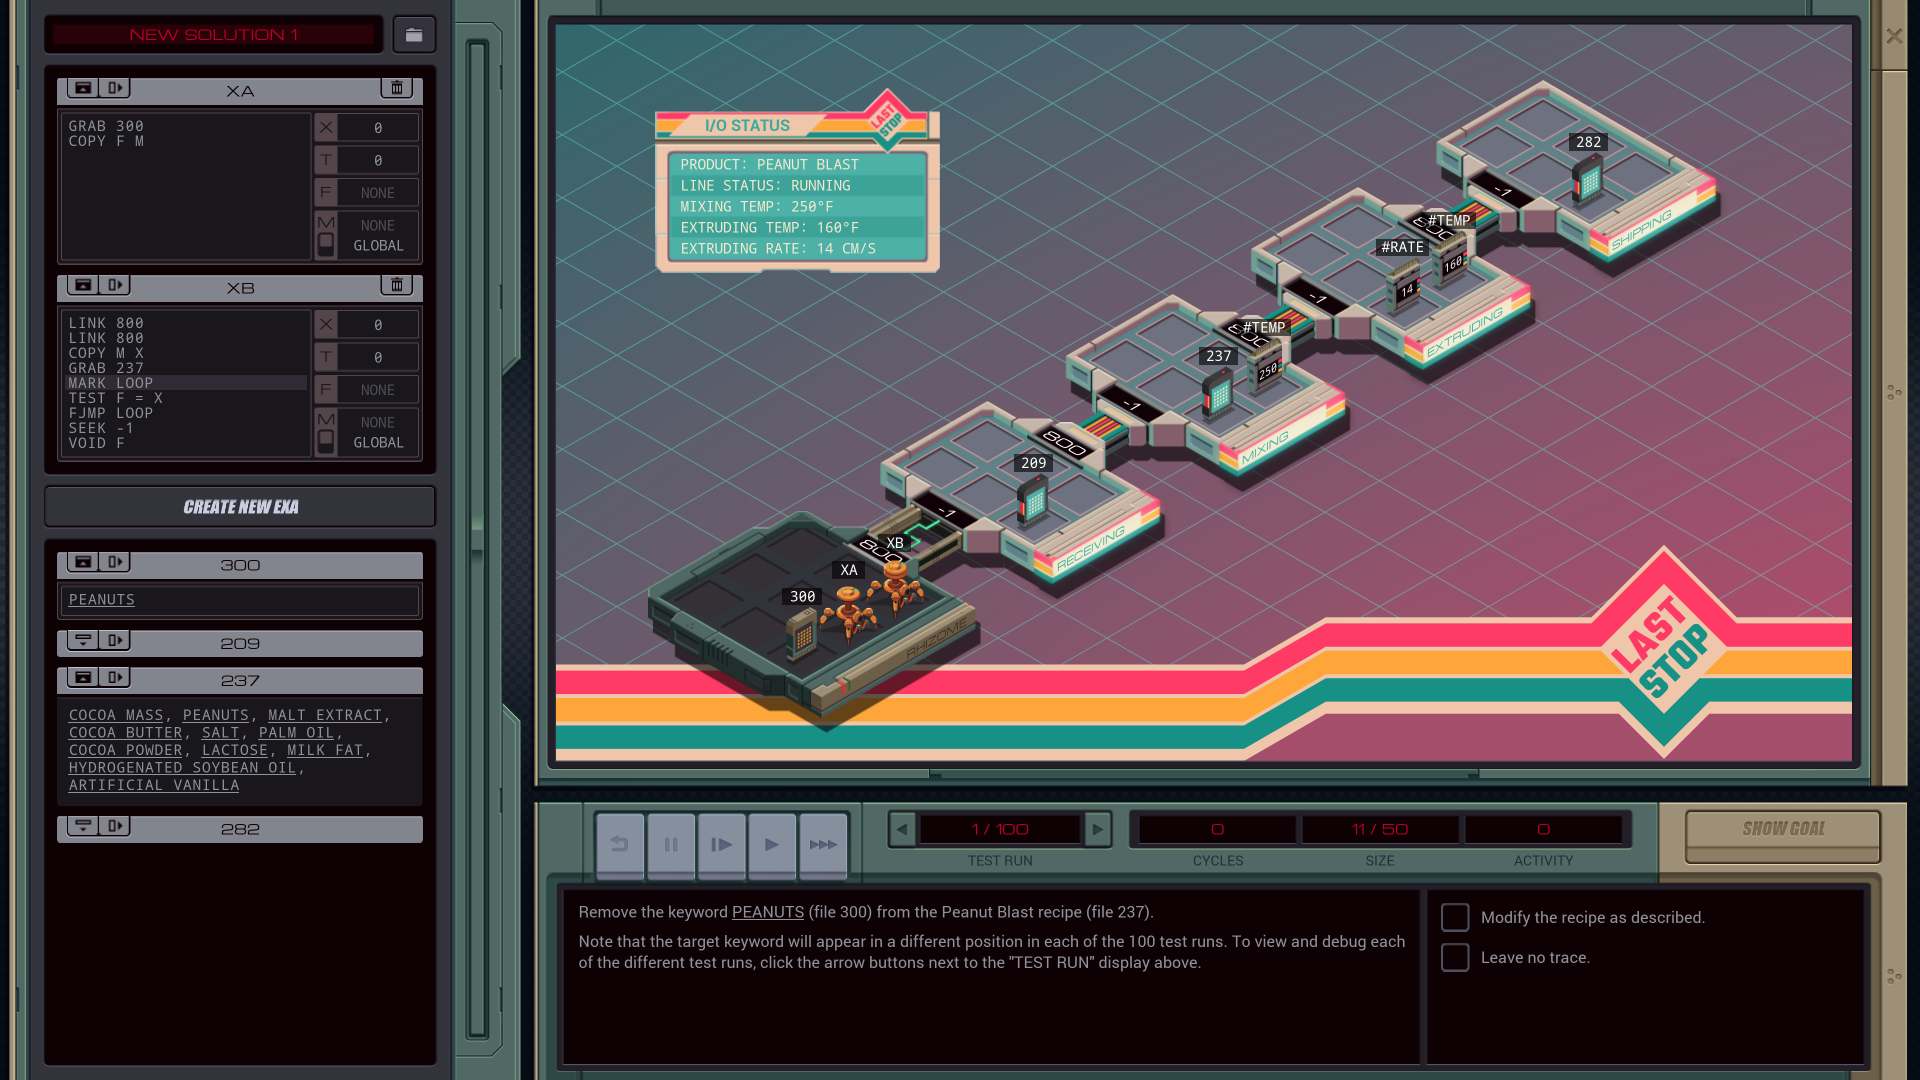 NEW SOLUTION 1
XA
GRAB 300
COPY F M
X 0
T 0
F NONE
M NONE
GLOBAL
XB
LINK 800
LINK 800
COPY M X
GRAB 237
MARK LOOP
TEST F = X
FJMP LOOP
SEEK -1
VOID F
X 0
T 0
F NONE
M NONE
GLOBAL
CREATE NEW EXA
300
PEANUTS
209
237
COCOA MASS, PEANUTS, MALT EXTRACT,
COCOA BUTTER, SALT, PALM OIL,
COCOA POWDER, LACTOSE, MILK FAT,
HYDROGENATED SOYBEAN OIL,
ARTIFICIAL VANILLA
282
I/O STATUS
LAST
STOP
PRODUCT: PEANUT BLAST
LINE STATUS: RUNNING
MIXING TEMP: 250°F
EXTRUDING TEMP: 160°F
EXTRUDING RATE: 14 CM/S
282
-1
SHIPPING
#TEMP
800
#RATE
160
14
-1
EXTRUDING
#TEMP
800
237
250
-1
MIXING
800
209
-1
RECEIVING
XB
800
XA
300
RHIZOME
LAST
STOP
1 / 100
TEST RUN
0
CYCLES
11 / 50
SIZE
0
ACTIVITY
SHOW GOAL
Remove the keyword PEANUTS (file 300) from the Peanut Blast recipe (file 237).
Note that the target keyword will appear in a different position in each of the 100 test runs. To view and debug each
of the different test runs, click the arrow buttons next to the "TEST RUN" display above.
Modify the recipe as described.
Leave no trace.